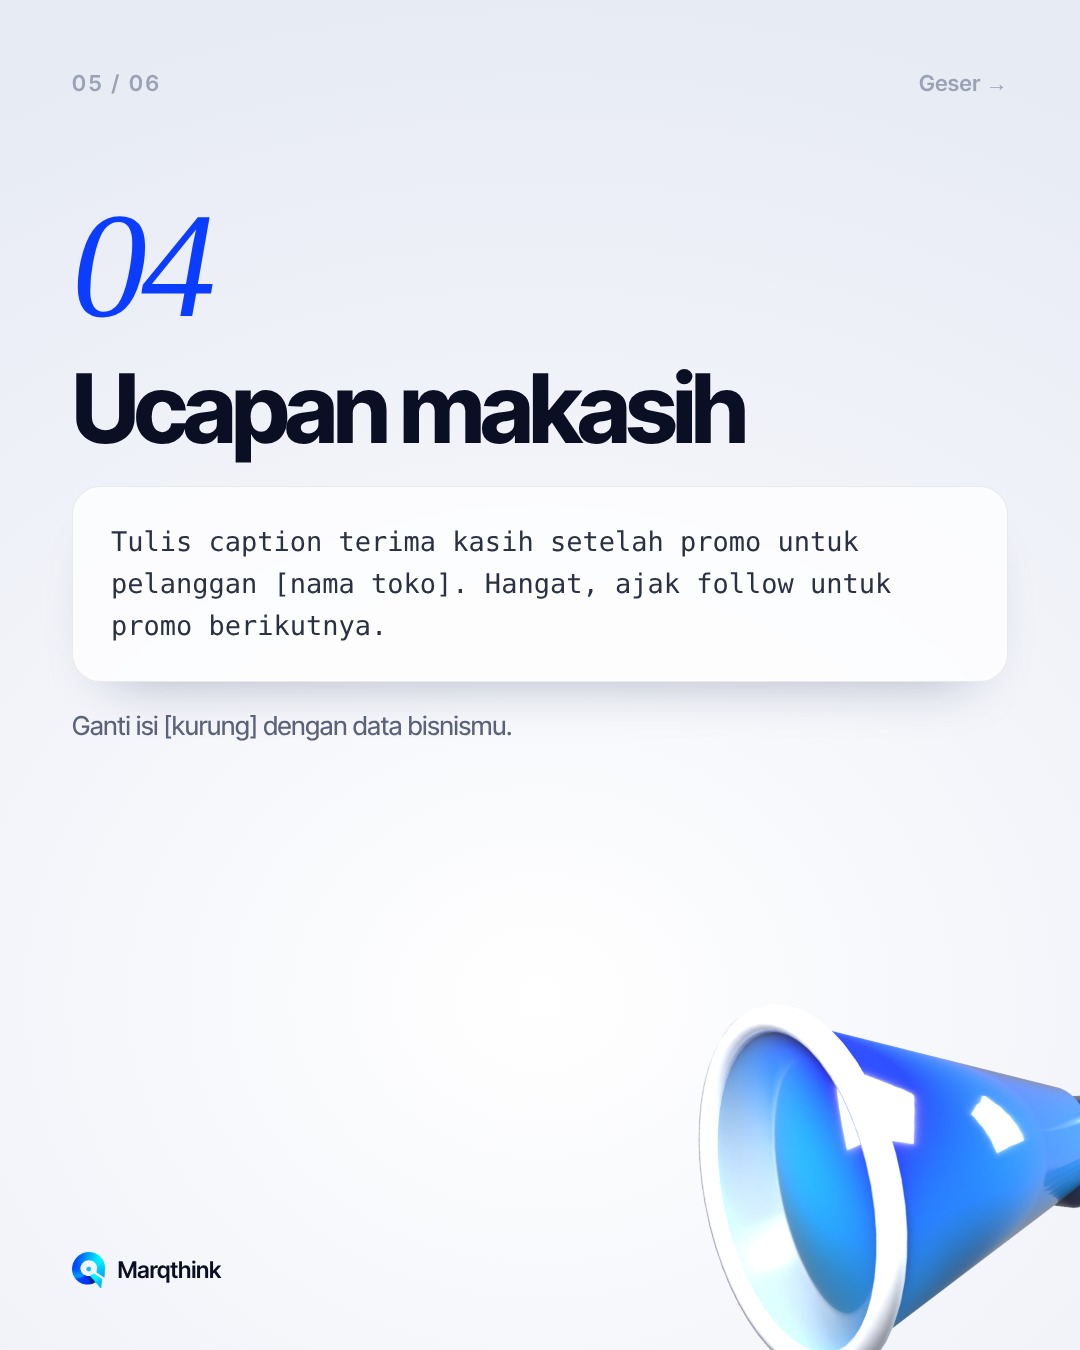 05 / 06
Geser →
04
Ucapan makasih
Tulis caption terima kasih setelah promo untuk
pelanggan [nama toko]. Hangat, ajak follow untuk
promo berikutnya.
Ganti isi [kurung] dengan data bisnismu.
Marqthink